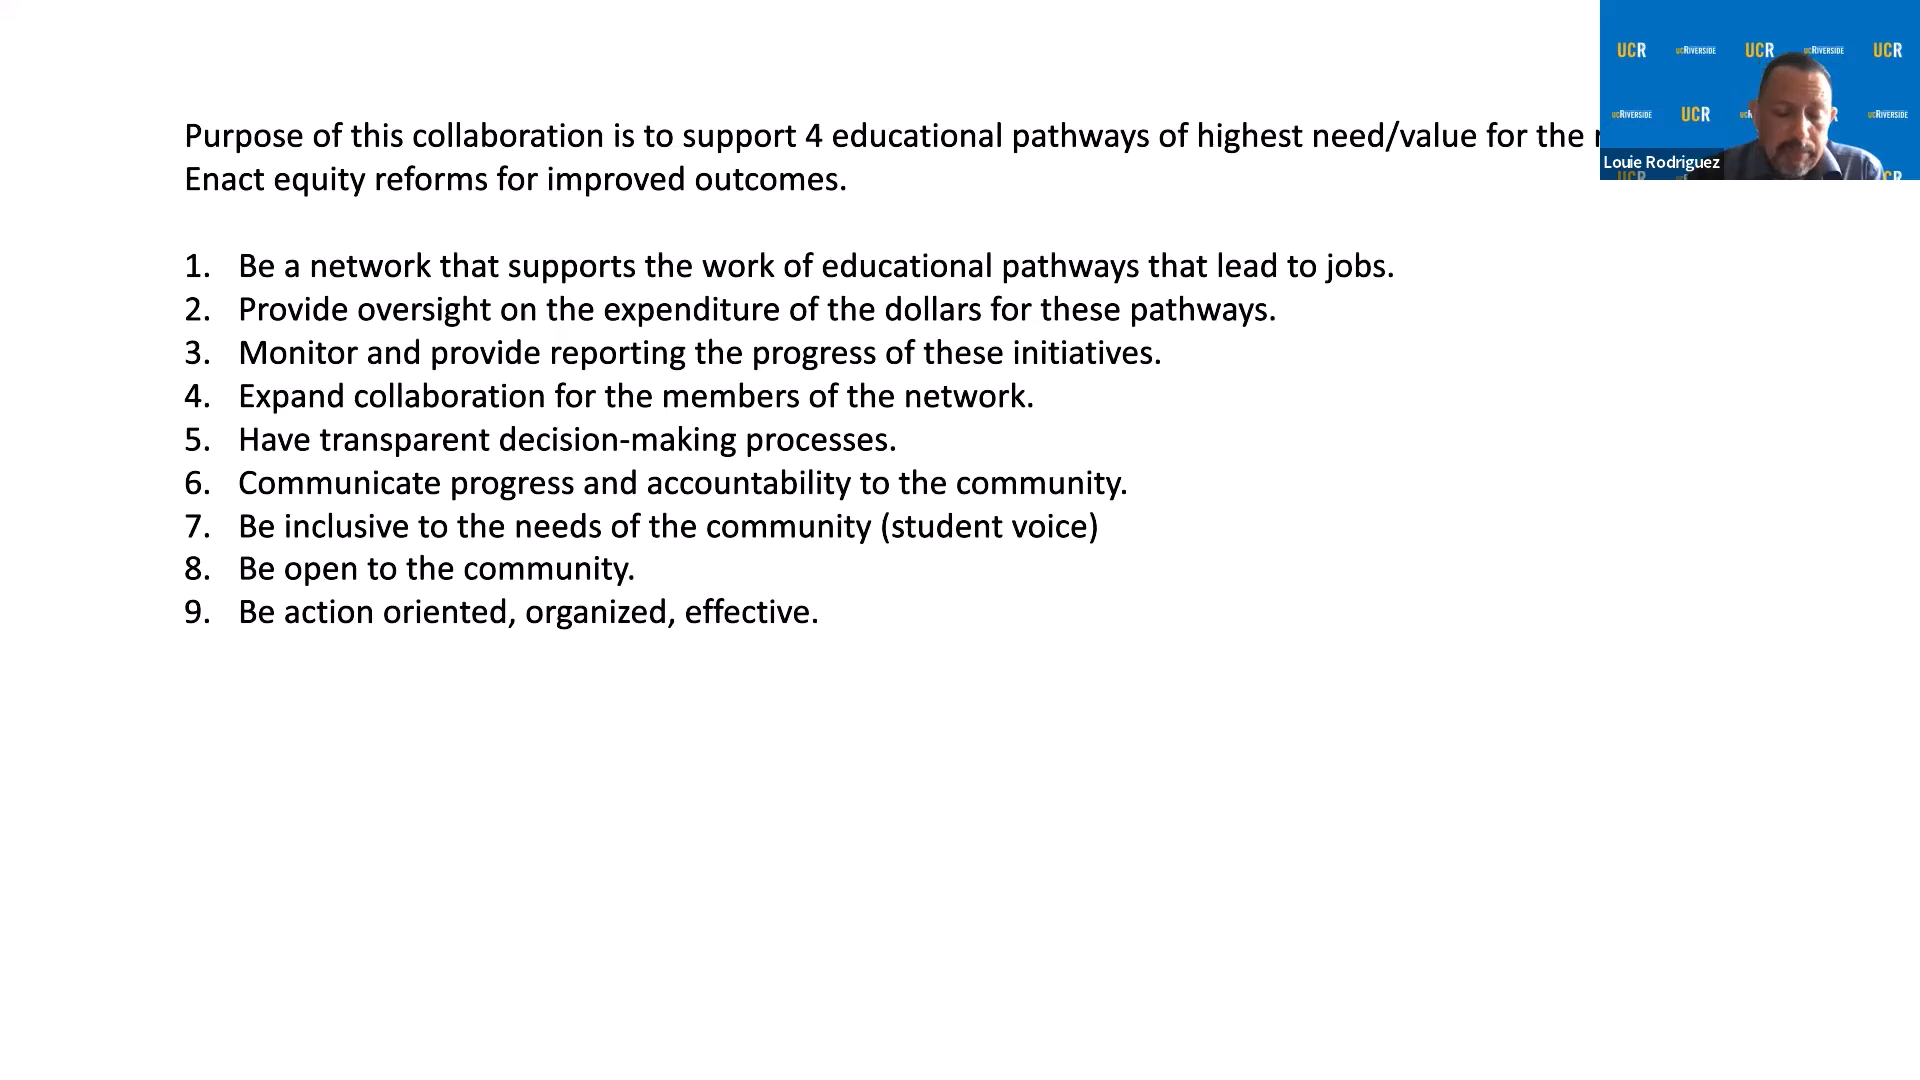 Purpose of this collaboration is to support 4 educational pathways of highest need/value for the
Enact equity reforms for improved outcomes.
1. Be a network that supports the work of educational pathways that lead to jobs.
2. Provide oversight on the expenditure of the dollars for these pathways.
3. Monitor and provide reporting the progress of these initiatives.
4. Expand collaboration for the members of the network.
5. Have transparent decision-making processes.
6. Communicate progress and accountability to the community.
7. Be inclusive to the needs of the community (student voice)
8. Be open to the community.
9. Be action oriented, organized, effective.
UCR UCRIVERSIDE UCR UCRIVERSIDE UCR
UCRIVERSIDE UCR UCRIVERSIDE
Louie Rodriguez